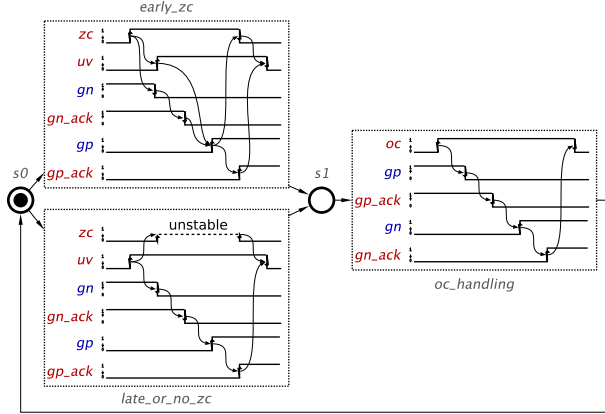 early_zc
zc
uv
gn
gn_ack
gp
gp_ack
s0
s1
oc
gp
gp_ack
gn
gn_ack
oc_handling
zc
unstable
uv
gn
gn_ack
gp
gp_ack
late_or_no_zc